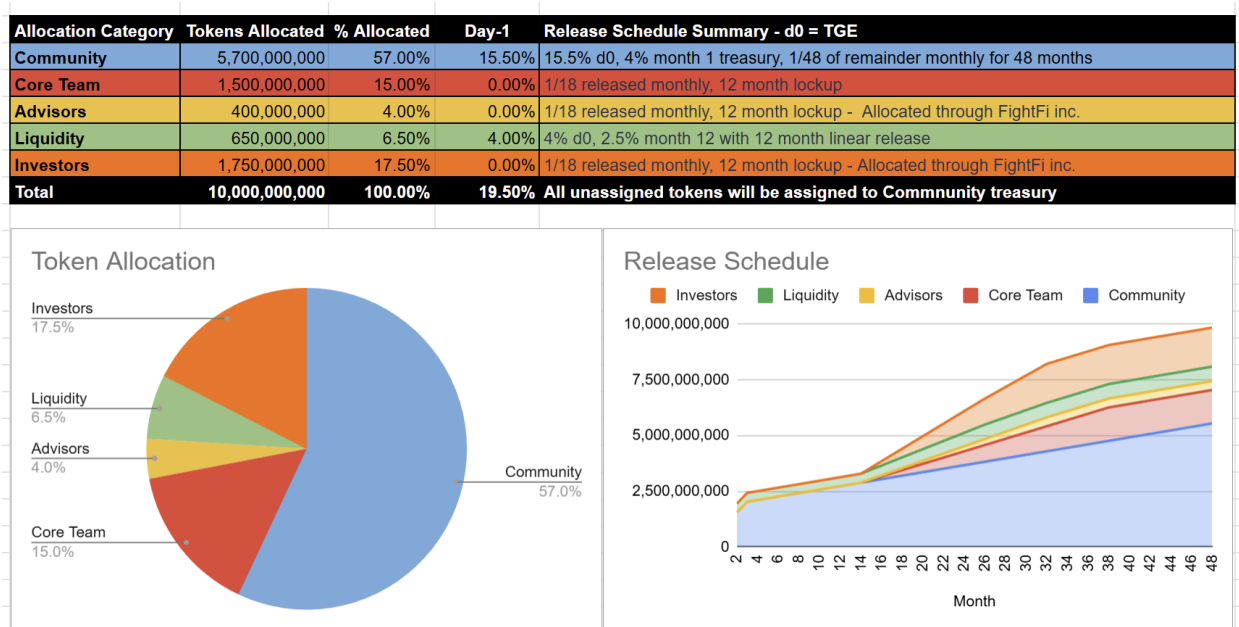 Allocation Category Tokens Allocated % Allocated Day-1 Release Schedule Summary - d0 = TGE
Community 5,700,000,000 57.00% 15.50% 15.5% d0, 4% month 1 treasury, 1/48 of remainder monthly for 48 months
Core Team 1,500,000,000 15.00% 0.00% 1/18 released monthly, 12 month lockup
Advisors 400,000,000 4.00% 0.00% 1/18 released monthly, 12 month lockup - Allocated through FightFi inc.
Liquidity 650,000,000 6.50% 4.00% 4% d0, 2.5% month 12 with 12 month linear release
Investors 1,750,000,000 17.50% 0.00% 1/18 released monthly, 12 month lockup - Allocated through FightFi inc.
Total 10,000,000,000 100.00% 19.50% All unassigned tokens will be assigned to Commnunity treasury
Token Allocation
Investors
17.5%
Liquidity
6.5%
Advisors
4.0%
Core Team
15.0%
Community
57.0%
Release Schedule
Investors Liquidity Advisors Core Team Community
10,000,000,000
7,500,000,000
5,000,000,000
2,500,000,000
0
2 4 6 8 10 12 14 16 18 20 22 24 26 28 30 32 34 36 38 40 42 44 46 48
Month